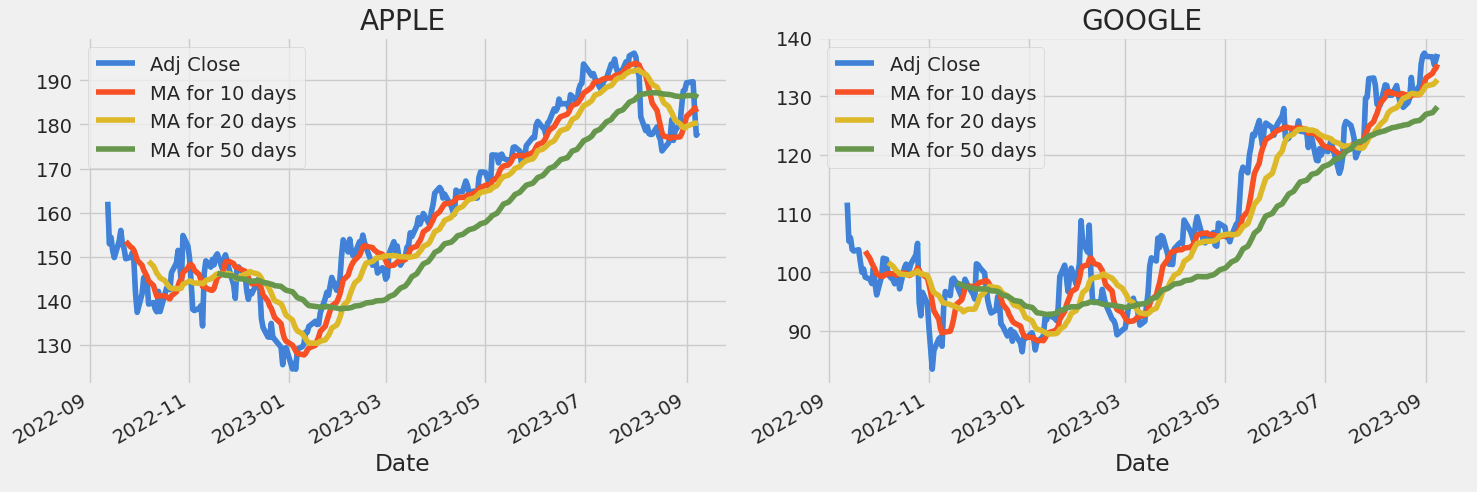 APPLE
Adj Close
MA for 10 days
MA for 20 days
MA for 50 days
190
180
170
160
150
140
130
2022-09
2022-11
2023-01
2023-03
2023-05
2023-07
2023-09
Date
GOOGLE
Adj Close
MA for 10 days
MA for 20 days
MA for 50 days
140
130
120
110
100
90
2022-09
2022-11
2023-01
2023-03
2023-05
2023-07
2023-09
Date